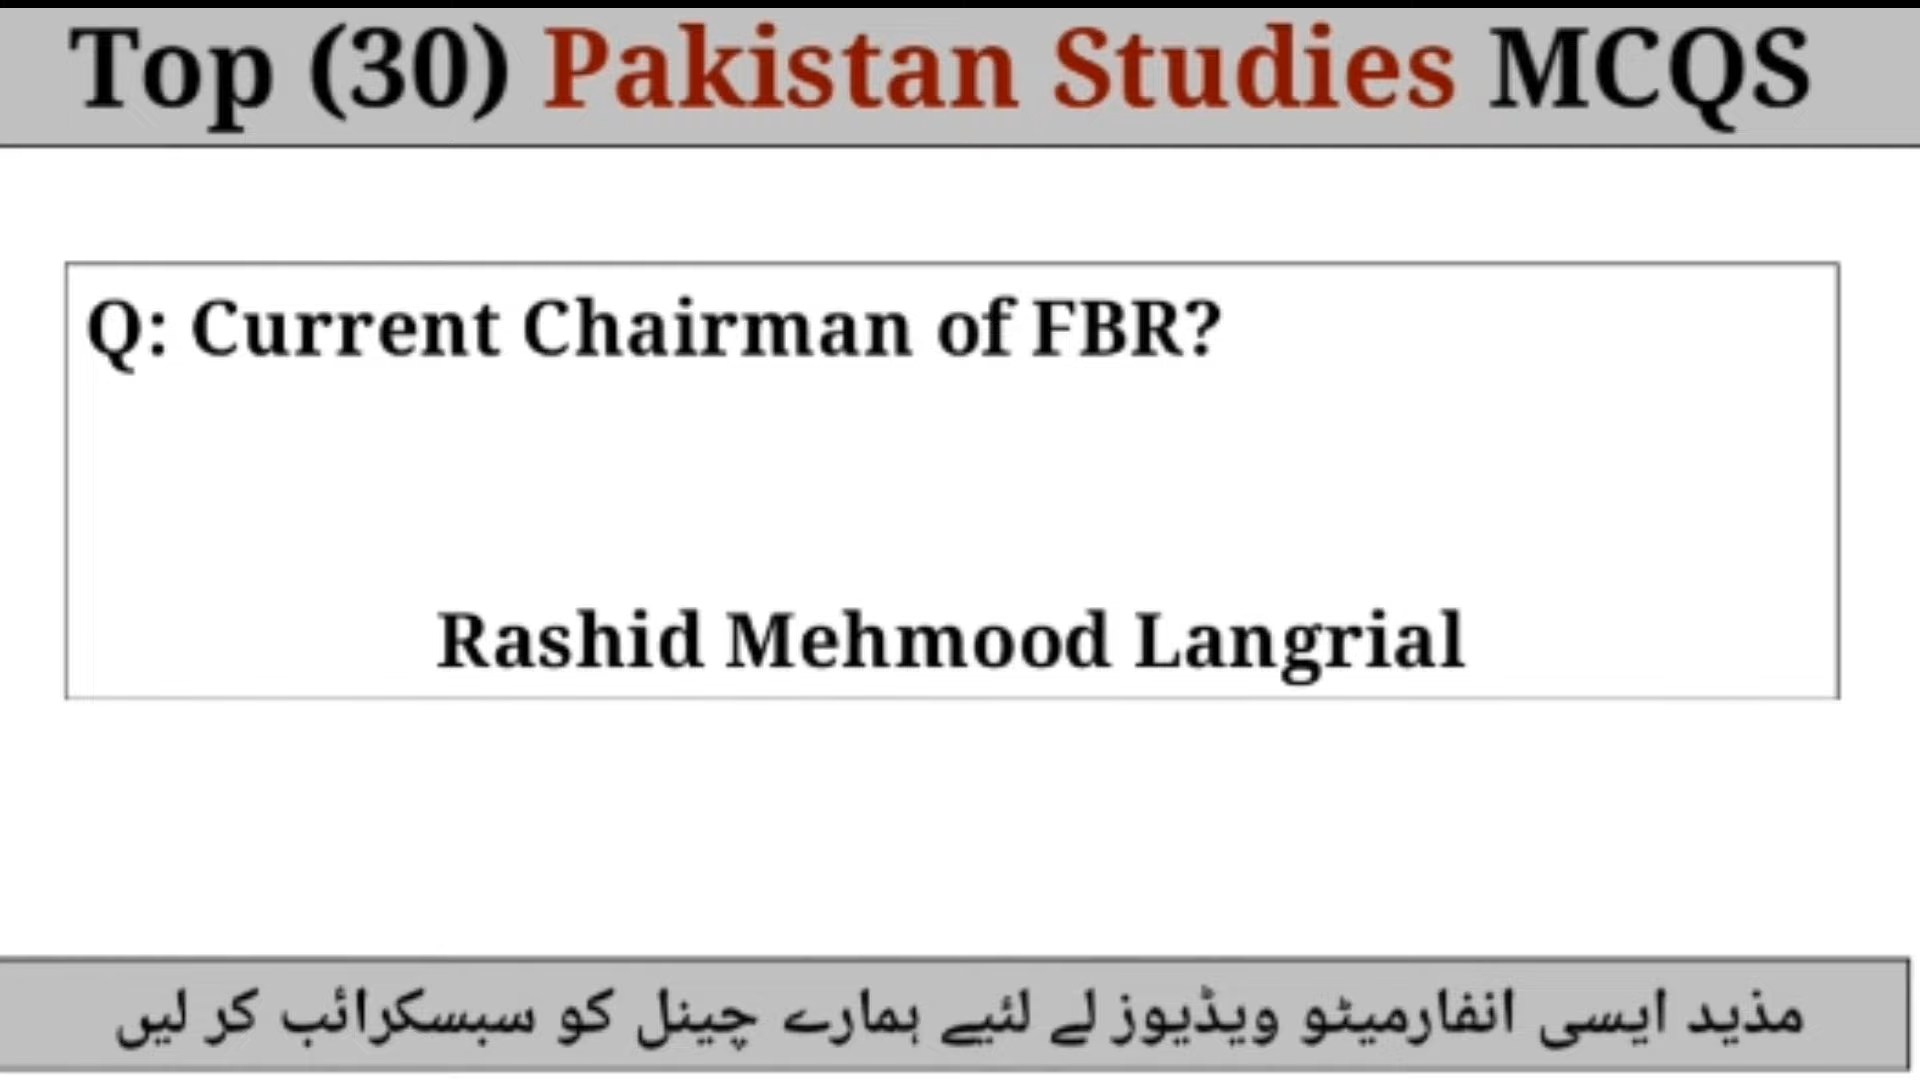 Top (30) Pakistan Studies MCQS
Q: Current Chairman of FBR?
Rashid Mehmood Langrial
مذید ایسی انفارمیٹو ویڈیوز لے لئیے ہمارے چینل کو سبسکرائب کر لیں